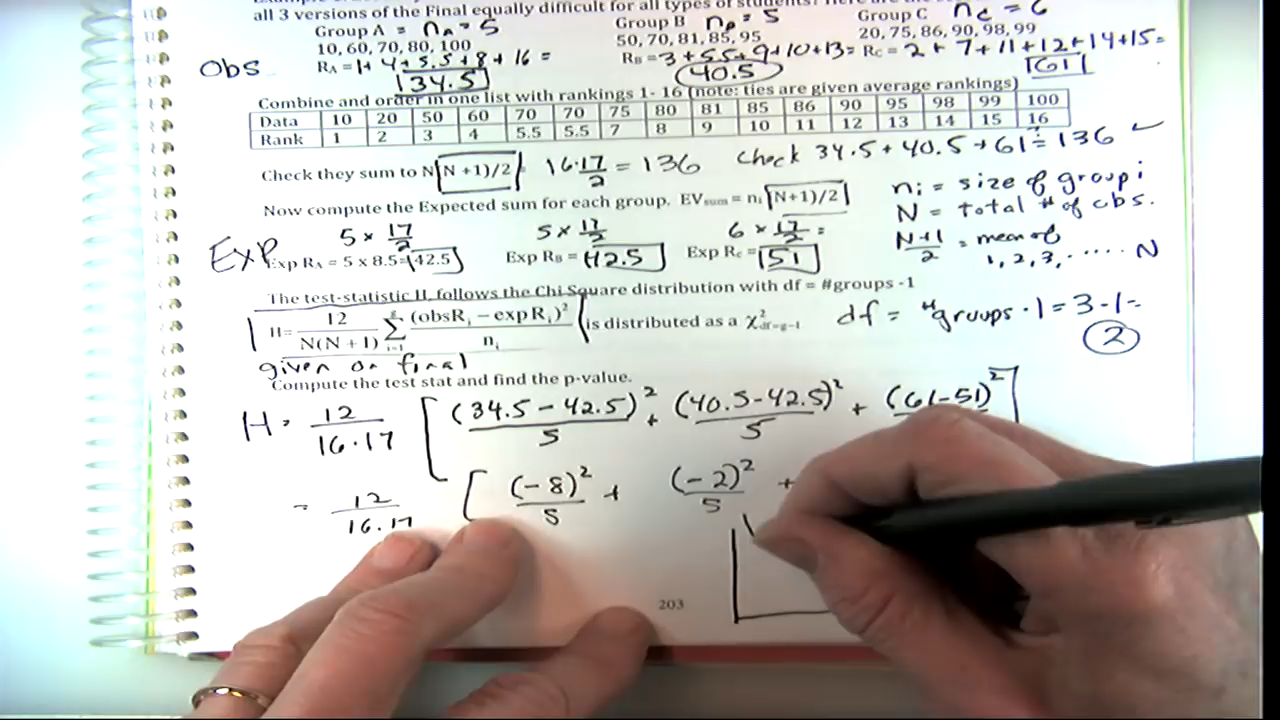 all 3 versions of the Final equally difficult for all types of students? Here are the
Group A = nA = 5 Group B nB = 5 Group C nC = 6
10, 60, 70, 80, 100 50, 70, 81, 85, 95 20, 75, 86, 90, 98, 99
Obs RA = 1 + 4 + 5.5 + 8 + 16 = RB = 3 + 5.5 + 9 + 10 + 13 = RC = 2 + 7 + 11 + 12 + 14 + 15 =
34.5 40.5 61
Combine and order in one list with rankings 1- 16 (note: ties are given average rankings)
Data 10 20 50 60 70 70 75 80 81 85 86 90 95 98 99 100
Rank 1 2 3 4 5.5 5.5 7 8 9 10 11 12 13 14 15 16
Check they sum to N(N +1)/2 16·17/2 = 136 check 34.5 + 40.5 + 61 = 136 ✓
Now compute the Expected sum for each group. EVsum = ni (N+1)/2
ni = size of group i
N = total # of obs.
N+1/2 = mean of 1, 2, 3, ..... N
5 × 17/2 5 × 17/2 6 × 17/2 =
Exp Exp RA = 5 x 8.5 = 42.5 Exp RB = 42.5 Exp RC = 51
The test-statistic H, follows the Chi Square distribution with df = #groups -1
H = 12/N(N + 1) Σ (obsRi − expRi)²/ni is distributed as a χ²df=g−1 df = #groups - 1 = 3 - 1 =
2
given on final
Compute the test stat and find the p-value.
H = 12/16·17 [ (34.5 − 42.5)²/5 + (40.5 − 42.5)²/5 + (61 − 51)² ]
= 12/16·17 [ (−8)²/5 + (−2)²/5 +
203